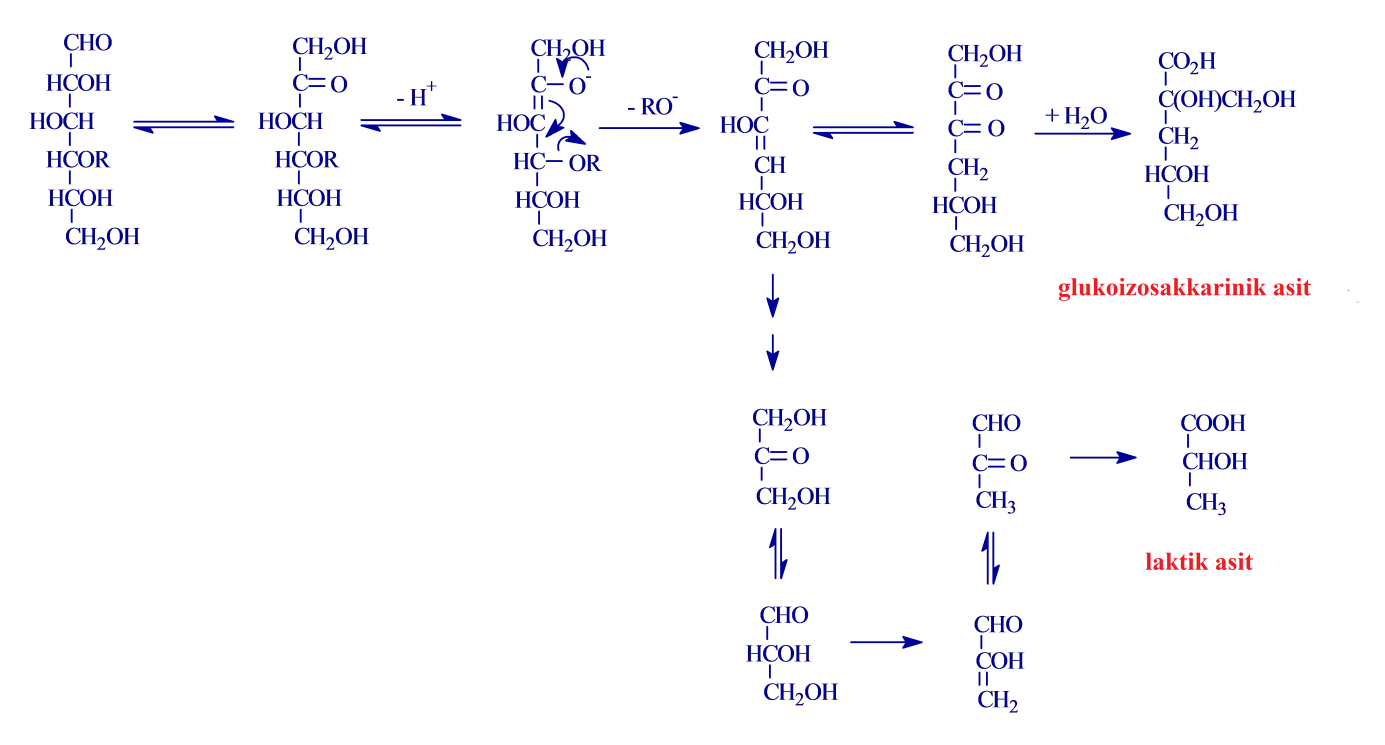 CHO
HCOH
HOCH
HCOR
HCOH
CH₂OH
CH₂OH
C=O
HOCH
HCOR
HCOH
CH₂OH
- H⁺
CH₂OH
C-O⁻
HOC
HC-OR
HCOH
CH₂OH
- RO⁻
CH₂OH
C=O
HOC
CH
HCOH
CH₂OH
CH₂OH
C=O
C=O
CH₂
HCOH
CH₂OH
+ H₂O
CO₂H
C(OH)CH₂OH
CH₂
HCOH
CH₂OH
glukoizosakkarinik asit
CH₂OH
C=O
CH₂OH
CHO
C=O
CH₃
COOH
CHOH
CH₃
laktik asit
CHO
HCOH
CH₂OH
CHO
COH
CH₂